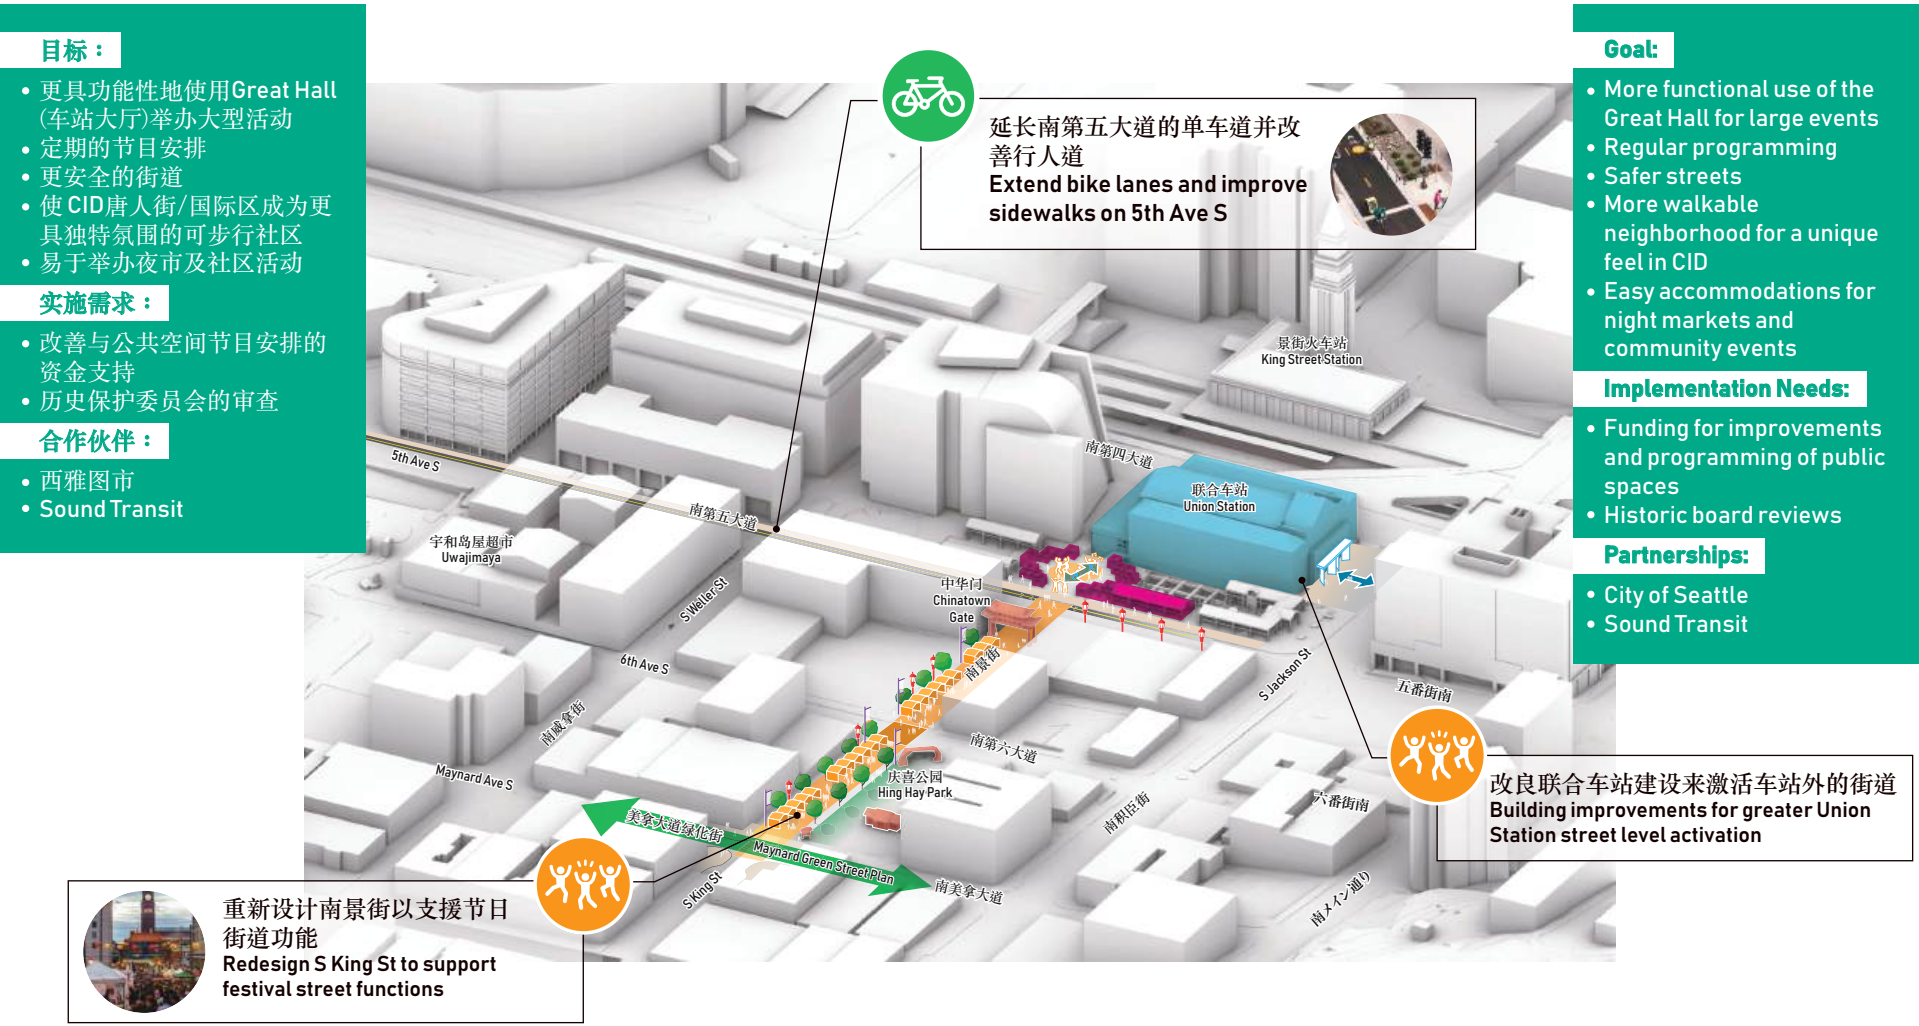 目标：
更具功能性地使用Great Hall
(车站大厅)举办大型活动
定期的节目安排
更安全的街道
使 CID唐人街/国际区成为更
具独特氛围的可步行社区
易于举办夜市及社区活动
实施需求：
改善与公共空间节目安排的
资金支持
历史保护委员会的审查
合作伙伴：
西雅图市
Sound Transit
延长南第五大道的单车道并改
善行人道
Extend bike lanes and improve
sidewalks on 5th Ave S
Goal:
More functional use of the
Great Hall for large events
Regular programming
Safer streets
More walkable
neighborhood for a unique
feel in CID
Easy accommodations for
night markets and
community events
Implementation Needs:
Funding for improvements
and programming of public
spaces
Historic board reviews
Partnerships:
City of Seattle
Sound Transit
景街火车站
King Street Station
南第四大道
联合车站
Union Station
5th Ave S
南第五大道
宇和岛屋超市
Uwajimaya
中华门
Chinatown
Gate
S Weller St
6th Ave S
南景街
S Jackson St
五番街南
南威拿街
南第六大道
Maynard Ave S
庆喜公园
Hing Hay Park
南积臣街
六番街南
美拿大道绿化街
Maynard Green Street Plan
南美拿大道
S King St
南メイン通り
改良联合车站建设来激活车站外的街道
Building improvements for greater Union
Station street level activation
重新设计南景街以支援节日
街道功能
Redesign S King St to support
festival street functions